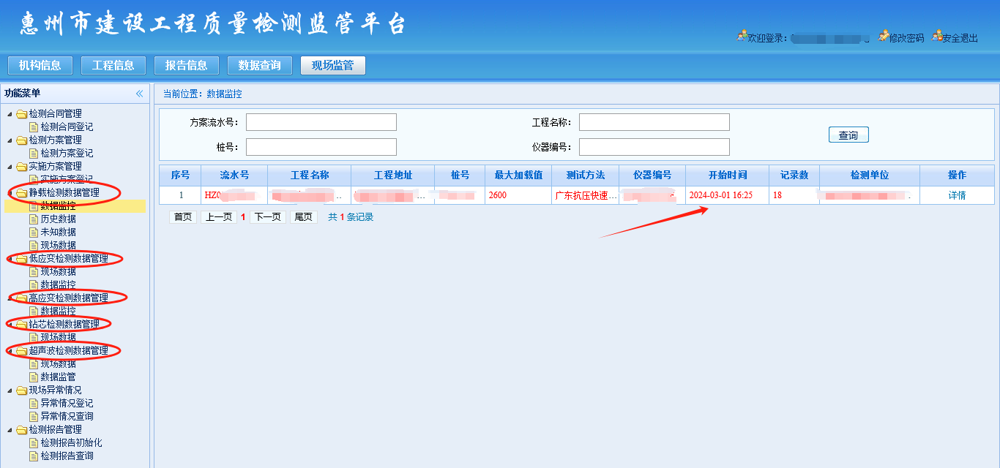 惠州市建设工程质量检测监管平台
欢迎登录： 修改密码 安全退出
机构信息 工程信息 报告信息 数据查询 现场监管
功能菜单
检测合同管理
检测合同登记
检测方案管理
检测方案登记
实施方案管理
实施方案登记
静载检测数据管理
数据监控
历史数据
未知数据
现场数据
低应变检测数据管理
现场数据
数据监控
高应变检测数据管理
数据监控
钻芯检测数据管理
现场数据
超声波检测数据管理
现场数据
数据监管
现场异常情况
异常情况登记
异常情况查询
检测报告管理
检测报告初始化
检测报告查询
当前位置：数据监控
方案流水号： 工程名称：
桩号： 仪器编号：
查询
序号 流水号 工程名称 工程地址 桩号 最大加载值 测试方法 仪器编号 开始时间 记录数 检测单位 操作
1 HZ0 ... ... 2600 广东抗压快速... 2024-03-01 16:25 18 详情
首页 上一页 1 下一页 尾页 共 1 条记录